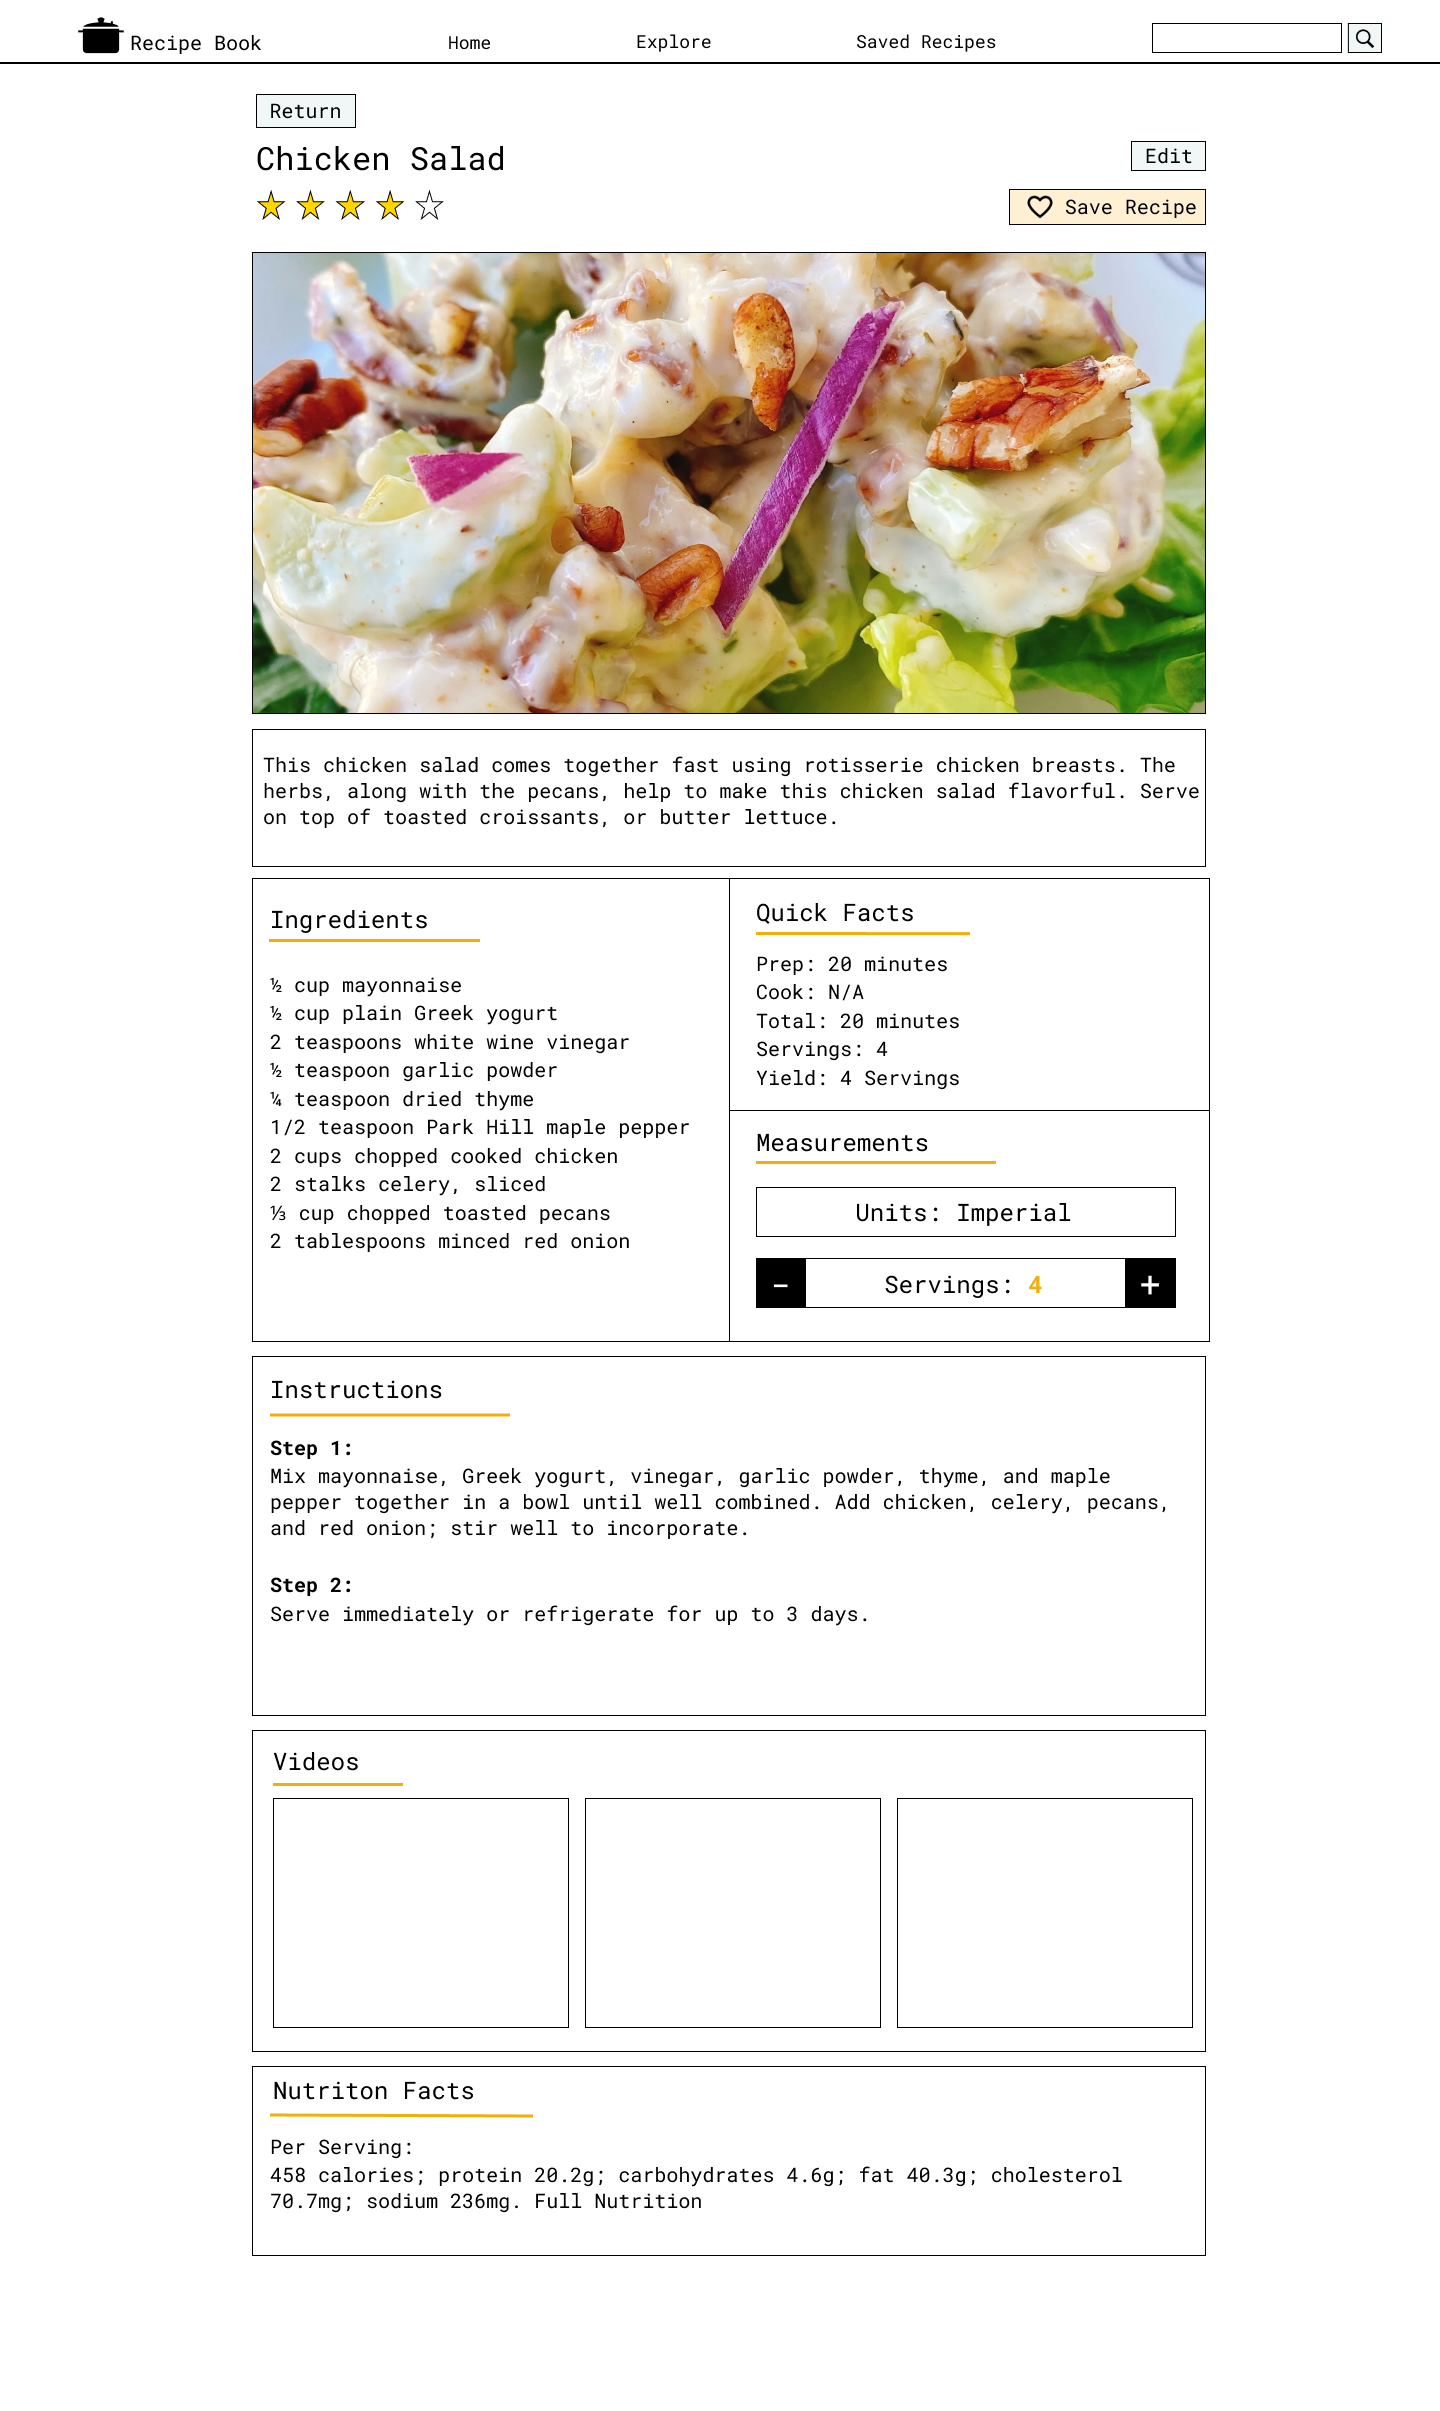 Recipe Book
Home
Explore
Saved Recipes
Return
Chicken Salad
Edit
Save Recipe
This chicken salad comes together fast using rotisserie chicken breasts. The
herbs, along with the pecans, help to make this chicken salad flavorful. Serve
on top of toasted croissants, or butter lettuce.
Ingredients
½ cup mayonnaise
½ cup plain Greek yogurt
2 teaspoons white wine vinegar
½ teaspoon garlic powder
¼ teaspoon dried thyme
1/2 teaspoon Park Hill maple pepper
2 cups chopped cooked chicken
2 stalks celery, sliced
⅓ cup chopped toasted pecans
2 tablespoons minced red onion
Quick Facts
Prep: 20 minutes
Cook: N/A
Total: 20 minutes
Servings: 4
Yield: 4 Servings
Measurements
Units: Imperial
- Servings: 4 +
Instructions
Step 1:
Mix mayonnaise, Greek yogurt, vinegar, garlic powder, thyme, and maple
pepper together in a bowl until well combined. Add chicken, celery, pecans,
and red onion; stir well to incorporate.
Step 2:
Serve immediately or refrigerate for up to 3 days.
Videos
Nutriton Facts
Per Serving:
458 calories; protein 20.2g; carbohydrates 4.6g; fat 40.3g; cholesterol
70.7mg; sodium 236mg. Full Nutrition